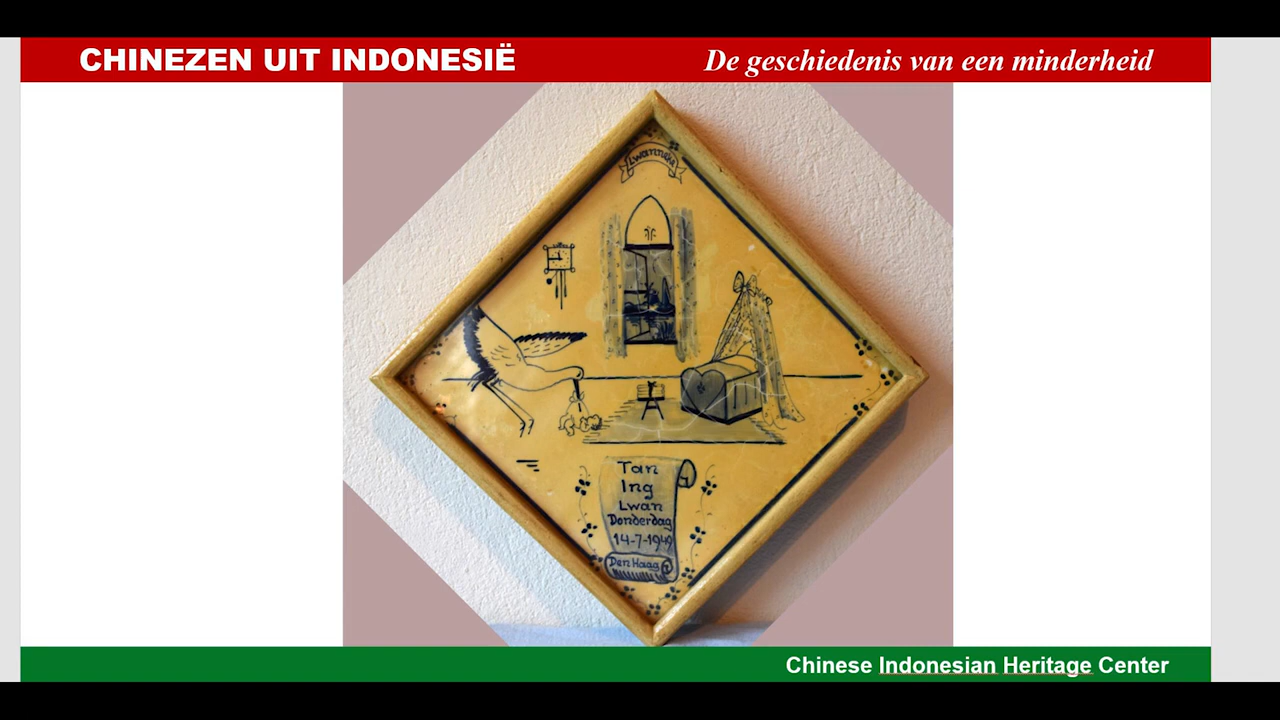 CHINEZEN UIT INDONESIË
De geschiedenis van een minderheid
Lwanneke
Tan
Ing
Lwan
Donderdag
14-7-1949
Den Haag
Chinese Indonesian Heritage Center